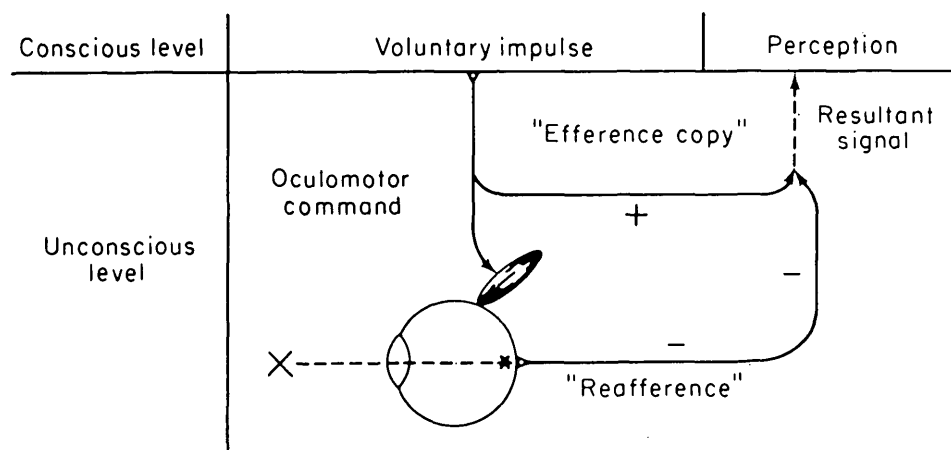 Conscious level
Voluntary impulse
Perception
"Efference copy"
Resultant
signal
Oculomotor
command
+
Unconscious
level
−
×
−
"Reafference"